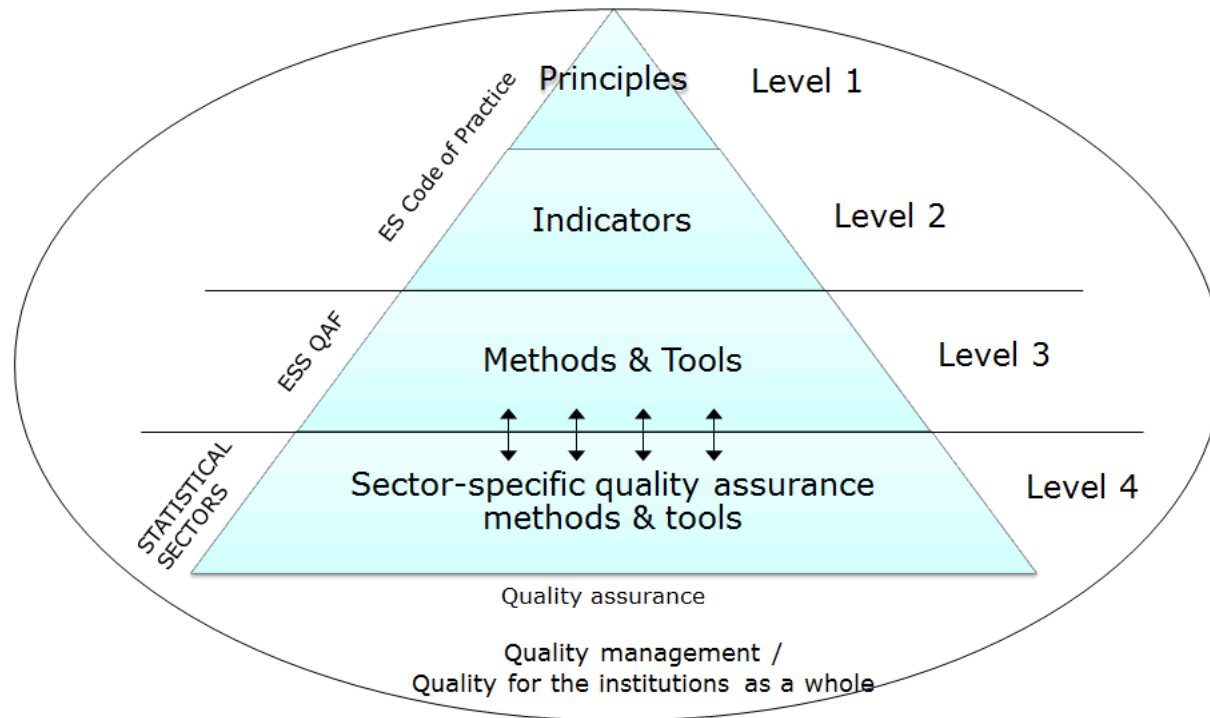 Principles
Level 1
ES Code of Practice
Indicators
Level 2
ESS QAF
Methods & Tools
Level 3
STATISTICAL
SECTORS
Sector-specific quality assurance
methods & tools
Level 4
Quality assurance
Quality management /
Quality for the institutions as a whole